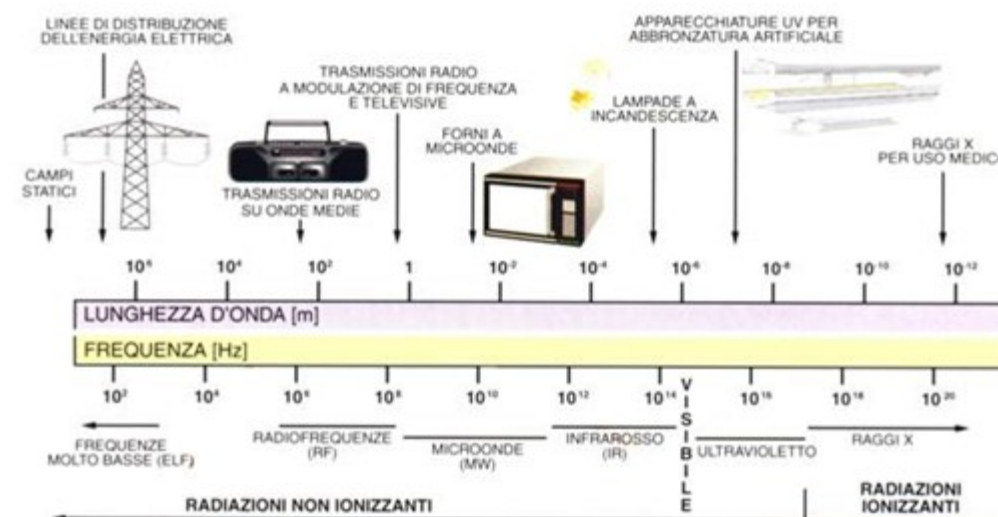 LINEE DI DISTRIBUZIONE
DELL'ENERGIA ELETTRICA
APPARECCHIATURE UV PER
ABBRONZATURA ARTIFICIALE
TRASMISSIONI RADIO
A MODULAZIONE DI FREQUENZA
E TELEVISIVE
LAMPADE A
INCANDESCENZA
FORNI A
MICROONDE
RAGGI X
PER USO MEDICO
CAMPI
STATICI
TRASMISSIONI RADIO
SU ONDE MEDIE
10⁶ 10⁴ 10² 1 10⁻² 10⁻⁴ 10⁻⁶ 10⁻⁸ 10⁻¹⁰ 10⁻¹²
LUNGHEZZA D'ONDA [m]
FREQUENZA [Hz]
10² 10⁴ 10⁶ 10⁸ 10¹⁰ 10¹² 10¹⁴ 10¹⁶ 10¹⁸ 10²⁰
VISIBILE
FREQUENZE
MOLTO BASSE (ELF)
RADIOFREQUENZE
(RF)
MICROONDE
(MW)
INFRAROSSO
(IR)
ULTRAVIOLETTO
RAGGI X
RADIAZIONI NON IONIZZANTI
RADIAZIONI
IONIZZANTI